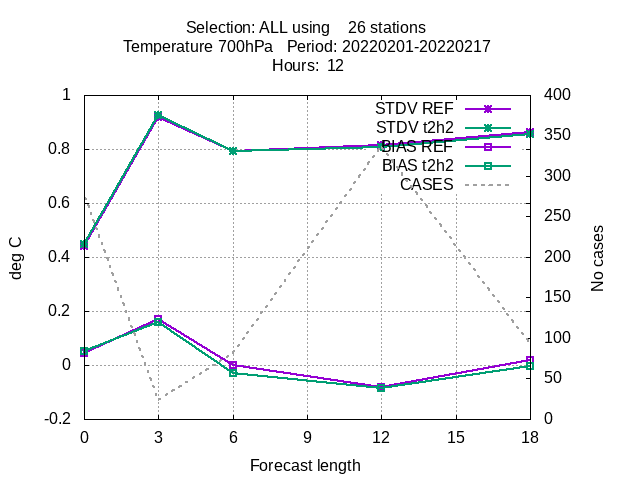 Selection: ALL using    26 stations
Temperature 700hPa   Period: 20220201-20220217
Hours:  12
1
0.8
0.6
0.4
0.2
0
-0.2
deg C
400
350
300
250
200
150
100
50
0
No cases
STDV REF
STDV t2h2
BIAS REF
BIAS t2h2
CASES
0 3 6 9 12 15 18
Forecast length